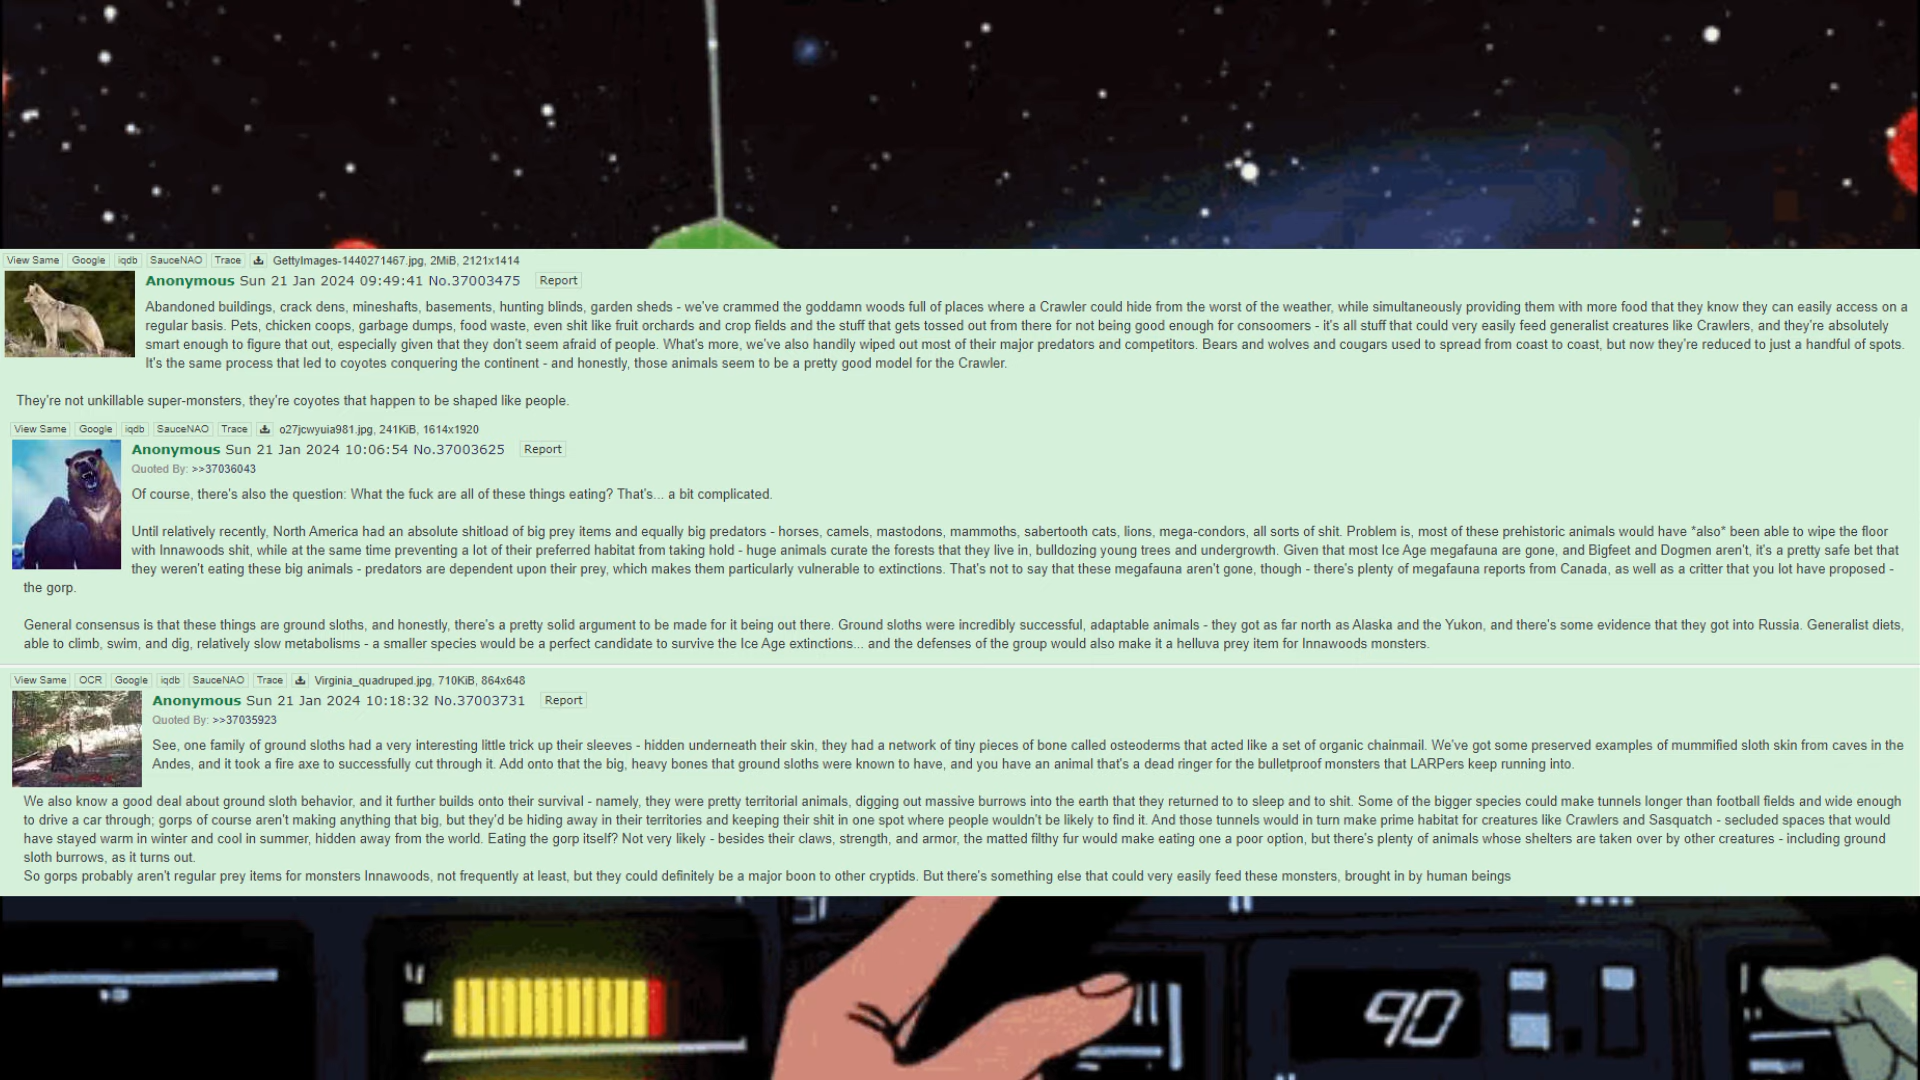 View Same Google iqdb SauceNAO Trace GettyImages-1440271467.jpg, 2MiB, 2121x1414
Anonymous Sun 21 Jan 2024 09:49:41 No.37003475 Report
Abandoned buildings, crack dens, mineshafts, basements, hunting blinds, garden sheds - we've crammed the goddamn woods full of places where a Crawler could hide from the worst of the weather, while simultaneously providing them with more food that they know they can easily access on a
regular basis. Pets, chicken coops, garbage dumps, food waste, even shit like fruit orchards and crop fields and the stuff that gets tossed out from there for not being good enough for consoomers - it's all stuff that could very easily feed generalist creatures like Crawlers, and they're absolutely
smart enough to figure that out, especially given that they don't seem afraid of people. What's more, we've also handily wiped out most of their major predators and competitors. Bears and wolves and cougars used to spread from coast to coast, but now they're reduced to just a handful of spots.
It's the same process that led to coyotes conquering the continent - and honestly, those animals seem to be a pretty good model for the Crawler.
They're not unkillable super-monsters, they're coyotes that happen to be shaped like people.
View Same Google iqdb SauceNAO Trace o27jcwyuia981.jpg, 241KiB, 1614x1920
Anonymous Sun 21 Jan 2024 10:06:54 No.37003625 Report
Quoted By: >>37036043
Of course, there's also the question: What the fuck are all of these things eating? That's... a bit complicated.
Until relatively recently, North America had an absolute shitload of big prey items and equally big predators - horses, camels, mastodons, mammoths, sabertooth cats, lions, mega-condors, all sorts of shit. Problem is, most of these prehistoric animals would have *also* been able to wipe the floor
with Innawoods shit, while at the same time preventing a lot of their preferred habitat from taking hold - huge animals curate the forests that they live in, bulldozing young trees and undergrowth. Given that most Ice Age megafauna are gone, and Bigfeet and Dogmen aren't, it's a pretty safe bet that
they weren't eating these big animals - predators are dependent upon their prey, which makes them particularly vulnerable to extinctions. That's not to say that these megafauna aren't gone, though - there's plenty of megafauna reports from Canada, as well as a critter that you lot have proposed -
the gorp.
General consensus is that these things are ground sloths, and honestly, there's a pretty solid argument to be made for it being out there. Ground sloths were incredibly successful, adaptable animals - they got as far north as Alaska and the Yukon, and there's some evidence that they got into Russia. Generalist diets,
able to climb, swim, and dig, relatively slow metabolisms - a smaller species would be a perfect candidate to survive the Ice Age extinctions... and the defenses of the group would also make it a helluva prey item for Innawoods monsters.
View Same OCR Google iqdb SauceNAO Trace Virginia_quadruped.jpg, 710KiB, 864x648
Anonymous Sun 21 Jan 2024 10:18:32 No.37003731 Report
Quoted By: >>37035923
See, one family of ground sloths had a very interesting little trick up their sleeves - hidden underneath their skin, they had a network of tiny pieces of bone called osteoderms that acted like a set of organic chainmail. We've got some preserved examples of mummified sloth skin from caves in the
Andes, and it took a fire axe to successfully cut through it. Add onto that the big, heavy bones that ground sloths were known to have, and you have an animal that's a dead ringer for the bulletproof monsters that LARPers keep running into.
We also know a good deal about ground sloth behavior, and it further builds onto their survival - namely, they were pretty territorial animals, digging out massive burrows into the earth that they returned to to sleep and to shit. Some of the bigger species could make tunnels longer than football fields and wide enough
to drive a car through; gorps of course aren't making anything that big, but they'd be hiding away in their territories and keeping their shit in one spot where people wouldn't be likely to find it. And those tunnels would in turn make prime habitat for creatures like Crawlers and Sasquatch - secluded spaces that would
have stayed warm in winter and cool in summer, hidden away from the world. Eating the gorp itself? Not very likely - besides their claws, strength, and armor, the matted filthy fur would make eating one a poor option, but there's plenty of animals whose shelters are taken over by other creatures - including ground
sloth burrows, as it turns out.
So gorps probably aren't regular prey items for monsters Innawoods, not frequently at least, but they could definitely be a major boon to other cryptids. But there's something else that could very easily feed these monsters, brought in by human beings
90